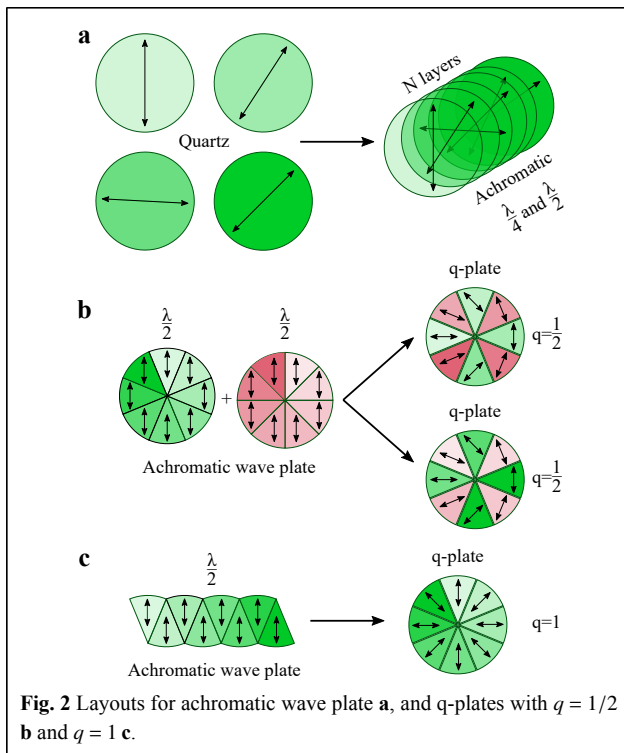 a
Quartz
N layers
Achromatic
λ/4 and λ/2
b
λ/2
λ/2
+
Achromatic wave plate
q-plate
q=1/2
q-plate
q=1/2
c
λ/2
Achromatic wave plate
q-plate
q=1
Fig. 2 Layouts for achromatic wave plate a, and q-plates with q = 1/2
b and q = 1 c.